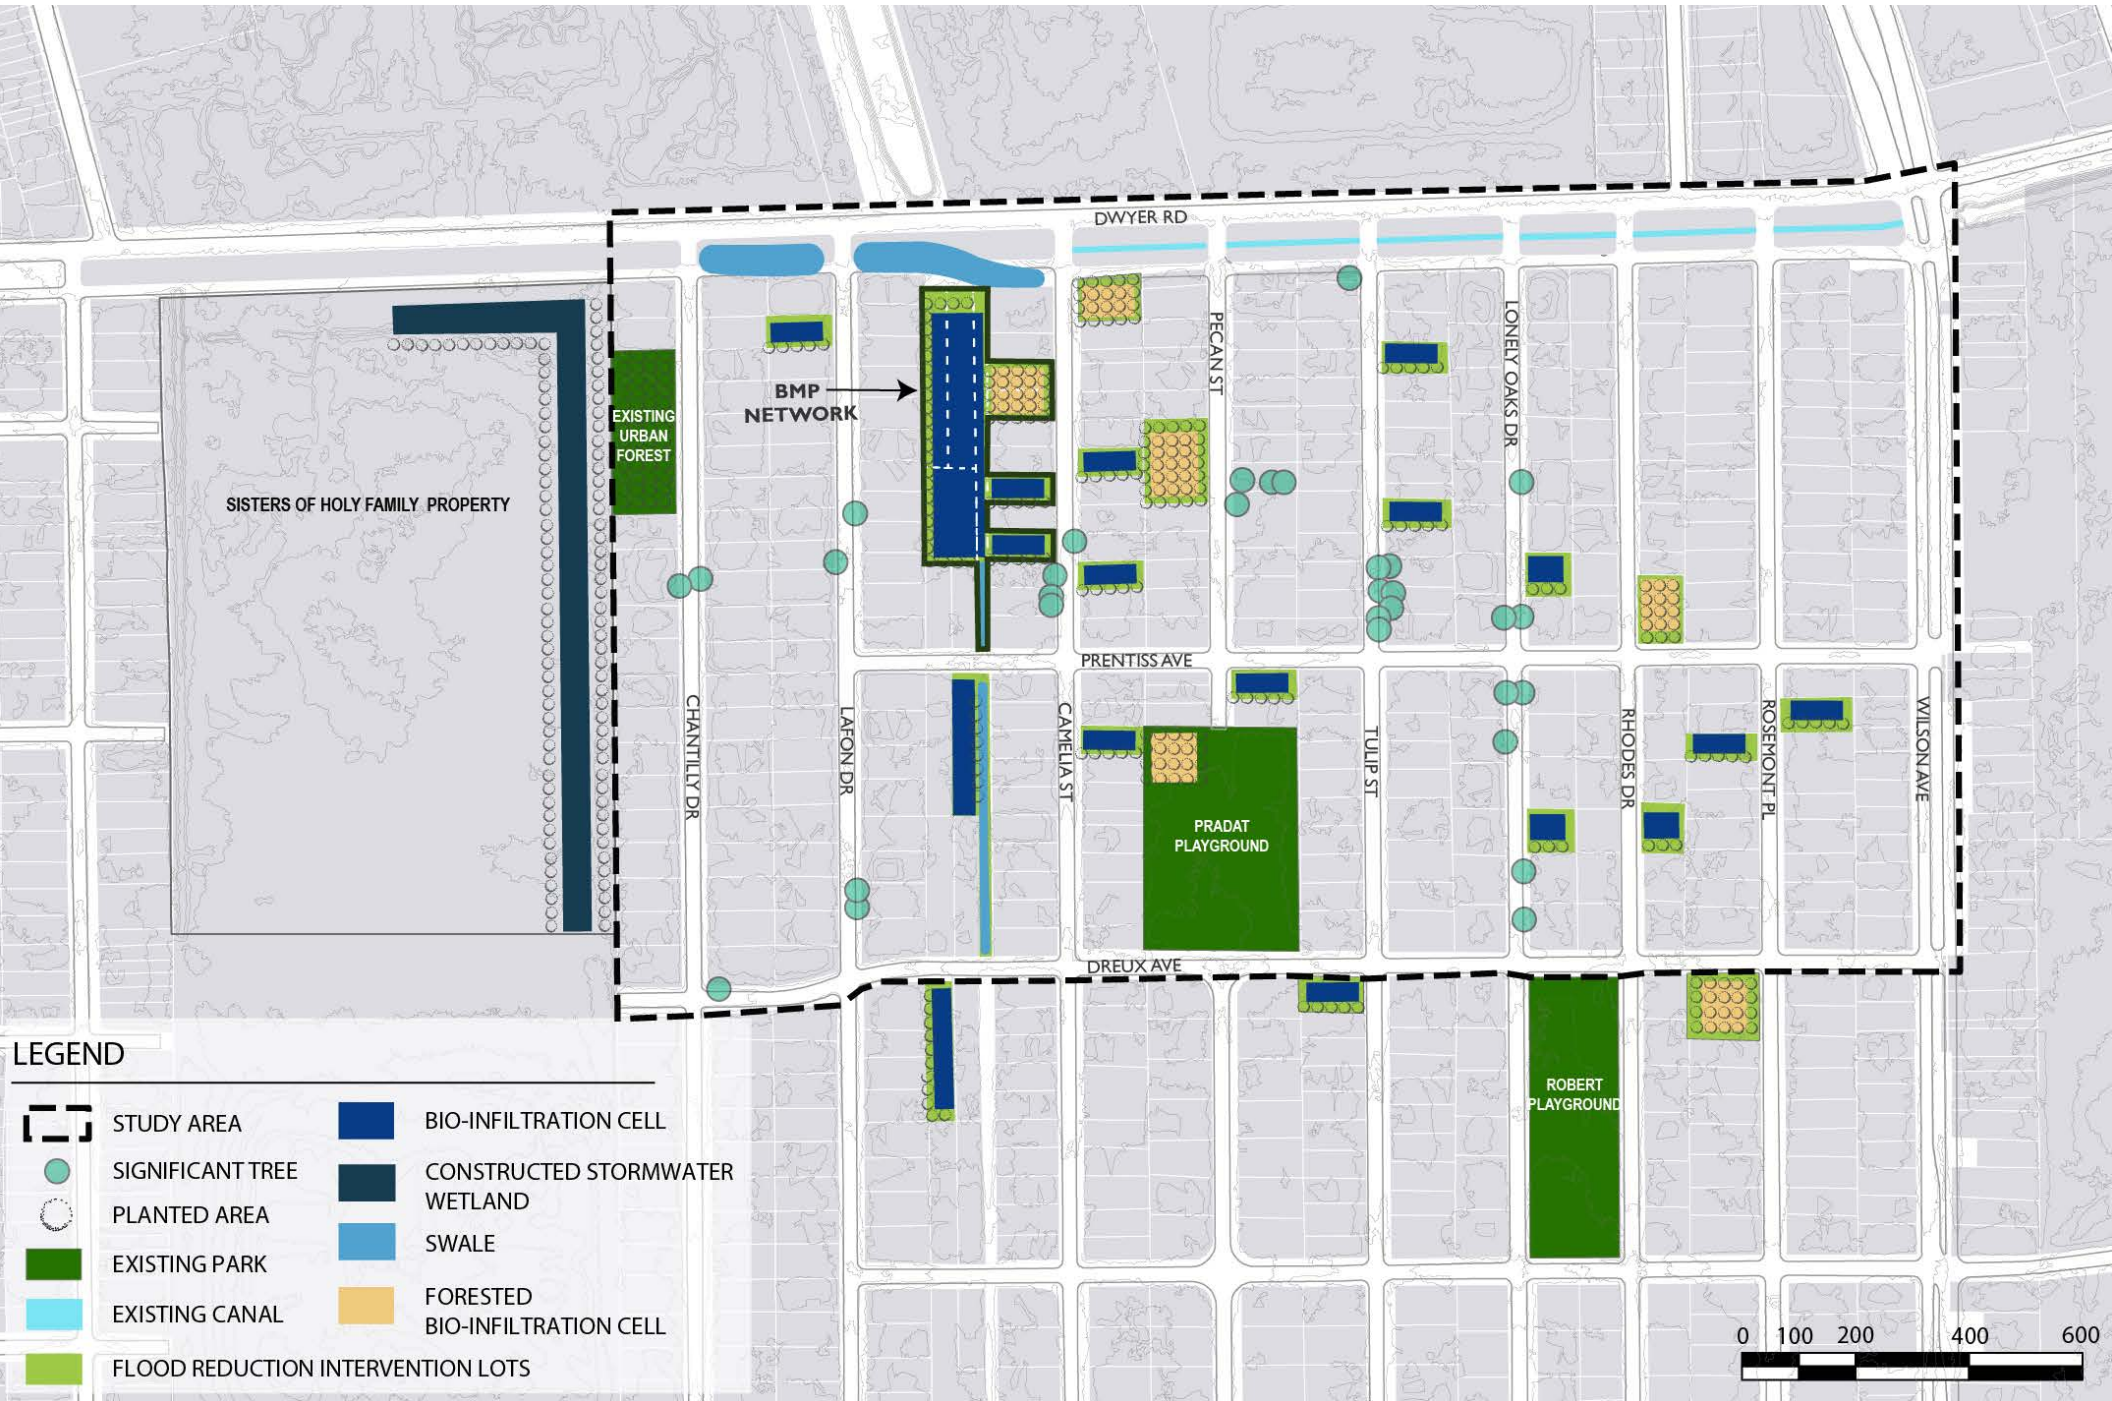 DWYER RD
PECAN ST
LONELY OAKS DR
BMP
NETWORK
EXISTING
URBAN
FOREST
SISTERS OF HOLY FAMILY PROPERTY
PRENTISS AVE
CHANTILLY DR
LAFON DR
CAMELIA ST
TULIP ST
RHODES DR
ROSEMONT PL
WILSON AVE
PRADAT
PLAYGROUND
DREUX AVE
ROBERT
PLAYGROUND
LEGEND
STUDY AREA
SIGNIFICANT TREE
PLANTED AREA
EXISTING PARK
EXISTING CANAL
FLOOD REDUCTION INTERVENTION LOTS
BIO-INFILTRATION CELL
CONSTRUCTED STORMWATER
WETLAND
SWALE
FORESTED
BIO-INFILTRATION CELL
0 100 200 400 600